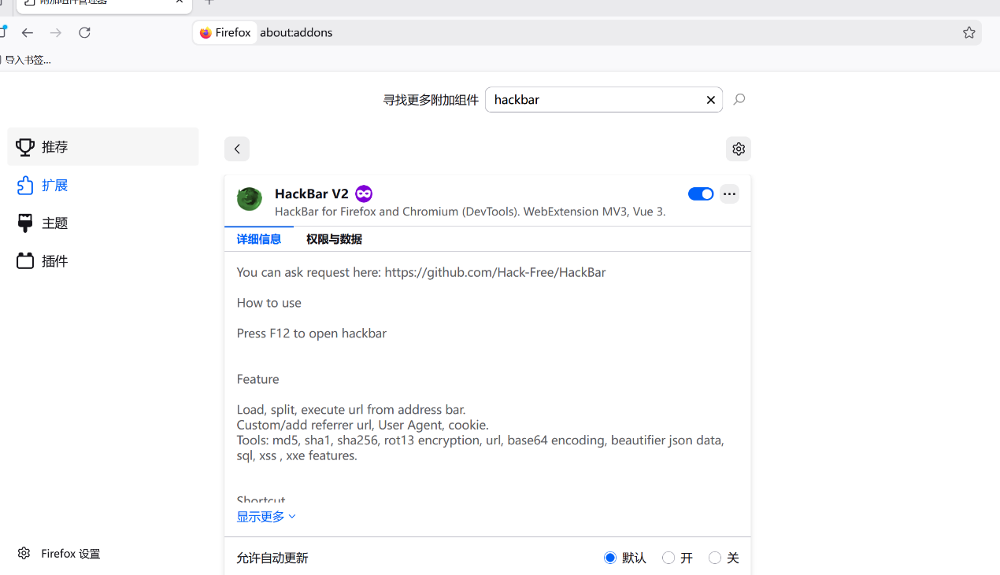 附加组件管理器
Firefox about:addons
导入书签...
寻找更多附加组件 hackbar
推荐
扩展
主题
插件
HackBar V2
HackBar for Firefox and Chromium (DevTools). WebExtension MV3, Vue 3.
详细信息 权限与数据
You can ask request here: https://github.com/Hack-Free/HackBar
How to use
Press F12 to open hackbar
Feature
Load, split, execute url from address bar.
Custom/add referrer url, User Agent, cookie.
Tools: md5, sha1, sha256, rot13 encryption, url, base64 encoding, beautifier json data,
sql, xss , xxe features.
Shortcut
显示更多
Firefox 设置
允许自动更新 默认 开 关